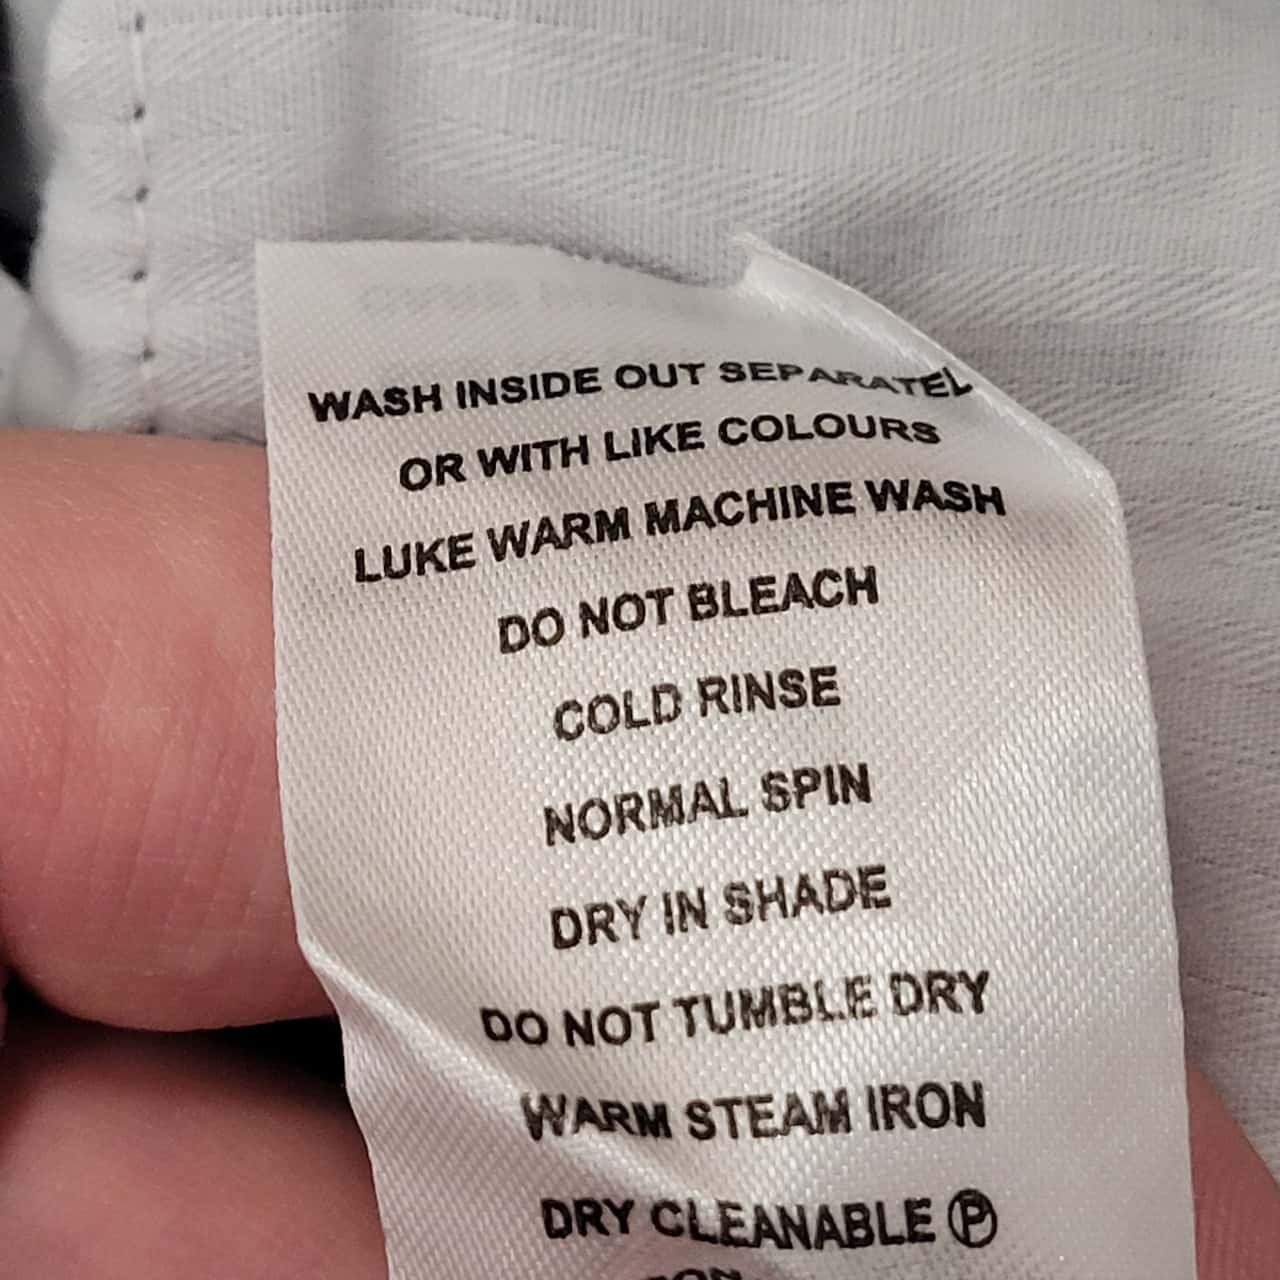 WASH INSIDE OUT SEPARATEL
OR WITH LIKE COLOURS
LUKE WARM MACHINE WASH
DO NOT BLEACH
COLD RINSE
NORMAL SPIN
DRY IN SHADE
DO NOT TUMBLE DRY
WARM STEAM IRON
DRY CLEANABLE Ⓟ